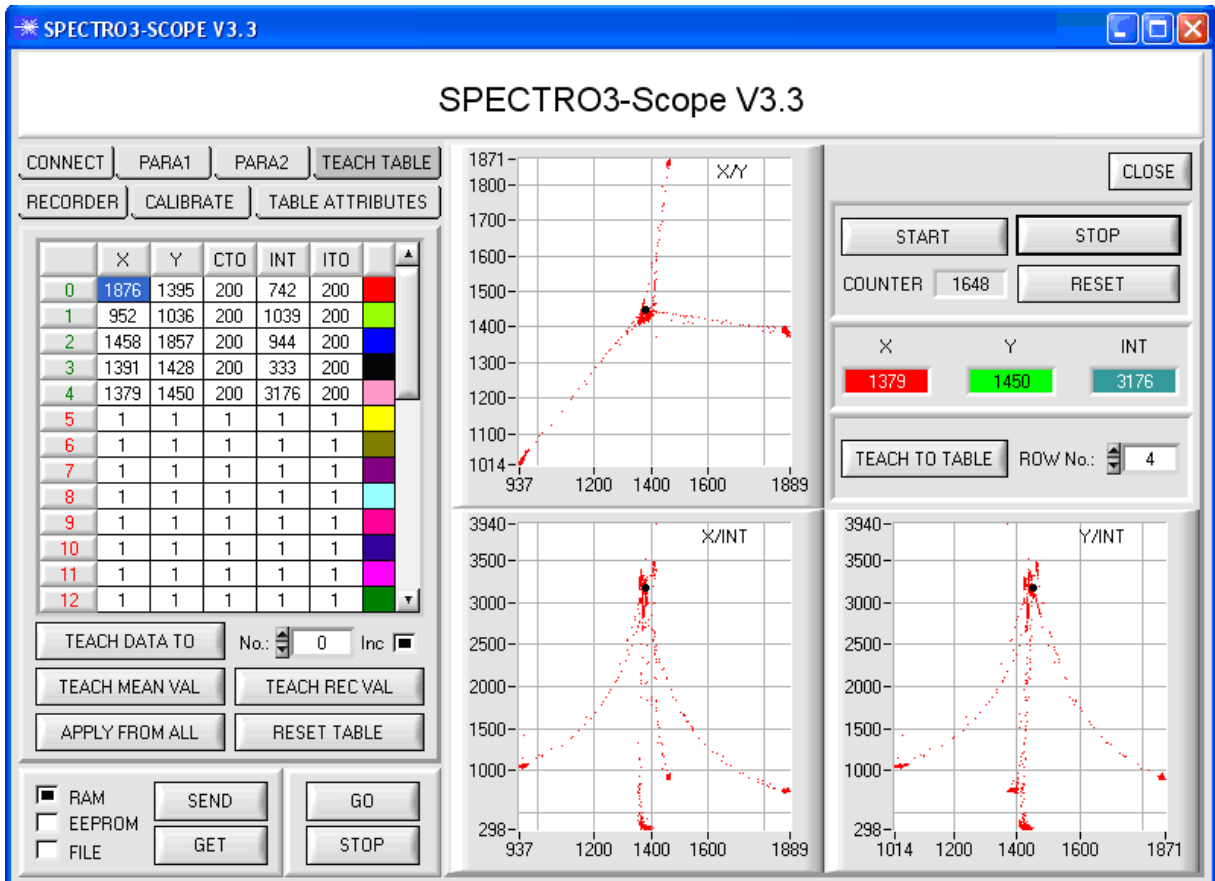 SPECTRO3-SCOPE V3.3
SPECTRO3-Scope V3.3
CONNECT PARA1 PARA2 TEACH TABLE
RECORDER CALIBRATE TABLE ATTRIBUTES
X Y CTO INT ITO
0 1876 1395 200 742 200
1 952 1036 200 1039 200
2 1458 1857 200 944 200
3 1391 1428 200 333 200
4 1379 1450 200 3176 200
5 1 1 1 1 1
6 1 1 1 1 1
7 1 1 1 1 1
8 1 1 1 1 1
9 1 1 1 1 1
10 1 1 1 1 1
11 1 1 1 1 1
12 1 1 1 1 1
TEACH DATA TO No.: 0 Inc
TEACH MEAN VAL TEACH REC VAL
APPLY FROM ALL RESET TABLE
RAM
EEPROM
FILE
SEND
GET
GO
STOP
X/Y
1871
1800
1700
1600
1500
1400
1300
1200
1100
1014
937 1200 1400 1600 1889
CLOSE
START STOP
COUNTER 1648 RESET
X Y INT
1379 1450 3176
TEACH TO TABLE ROW No.: 4
X/INT
3940
3500
3000
2500
2000
1500
1000
298
937 1200 1400 1600 1889
Y/INT
3940
3500
3000
2500
2000
1500
1000
298
1014 1200 1400 1600 1871